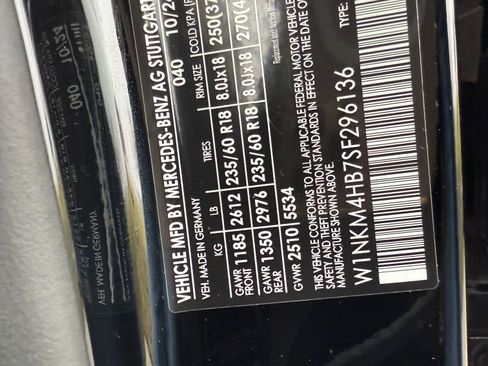 VEHICLE MFD BY MERCEDES-BENZ AG STUTTGART
040 10/24
VEH. MADE IN GERMANY TIRES RIM SIZE COLD KPA(P
KG LB
GAWR FRONT 1185 2612 235/60 R18 8.0Jx18 250(37
GAWR REAR 1350 2976 235/60 R18 8.0Jx18 270(4
GVWR 2510 5534
VEHICLE CONFORMS TO ALL APPLICABLE FEDERAL MOTOR VEHICLE
SAFETY AND THEFT STANDARDS IN EFFECT ON THE DATE OF
MANUFACTURE SHOWN ABOVE.
W1NKM4HB7SF296136 TYPE: